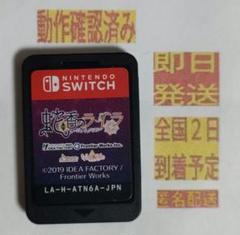 動作確認済み
即日
発送
全国2日
到着予定
匿名配送
NINTENDO
SWITCH
©2019 IDEA FACTORY /
Frontier Works
LA-H-ATN6A-JPN